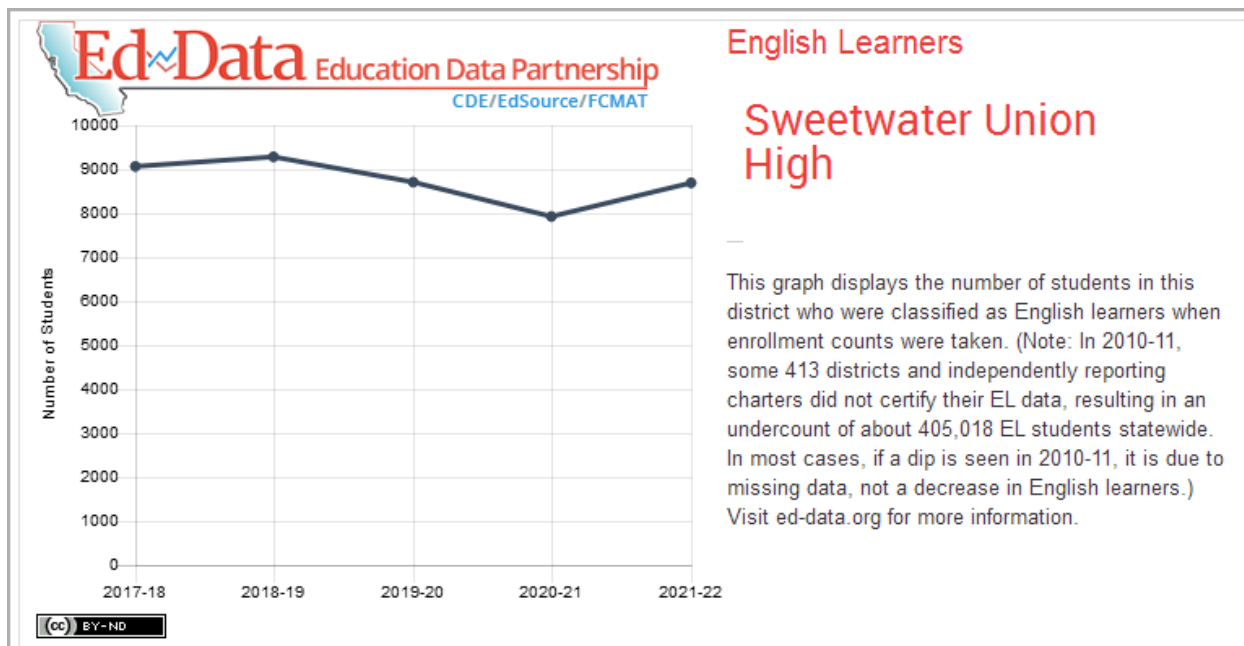 Ed Data Education Data Partnership
CDE/EdSource/FCMAT
English Learners
Sweetwater Union
High
This graph displays the number of students in this
district who were classified as English learners when
enrollment counts were taken. (Note: In 2010-11,
some 413 districts and independently reporting
charters did not certify their EL data, resulting in an
undercount of about 405,018 EL students statewide.
In most cases, if a dip is seen in 2010-11, it is due to
missing data, not a decrease in English learners.)
Visit ed-data.org for more information.
Number of Students
10000
9000
8000
7000
6000
5000
4000
3000
2000
1000
0
2017-18 2018-19 2019-20 2020-21 2021-22
(cc) BY-ND